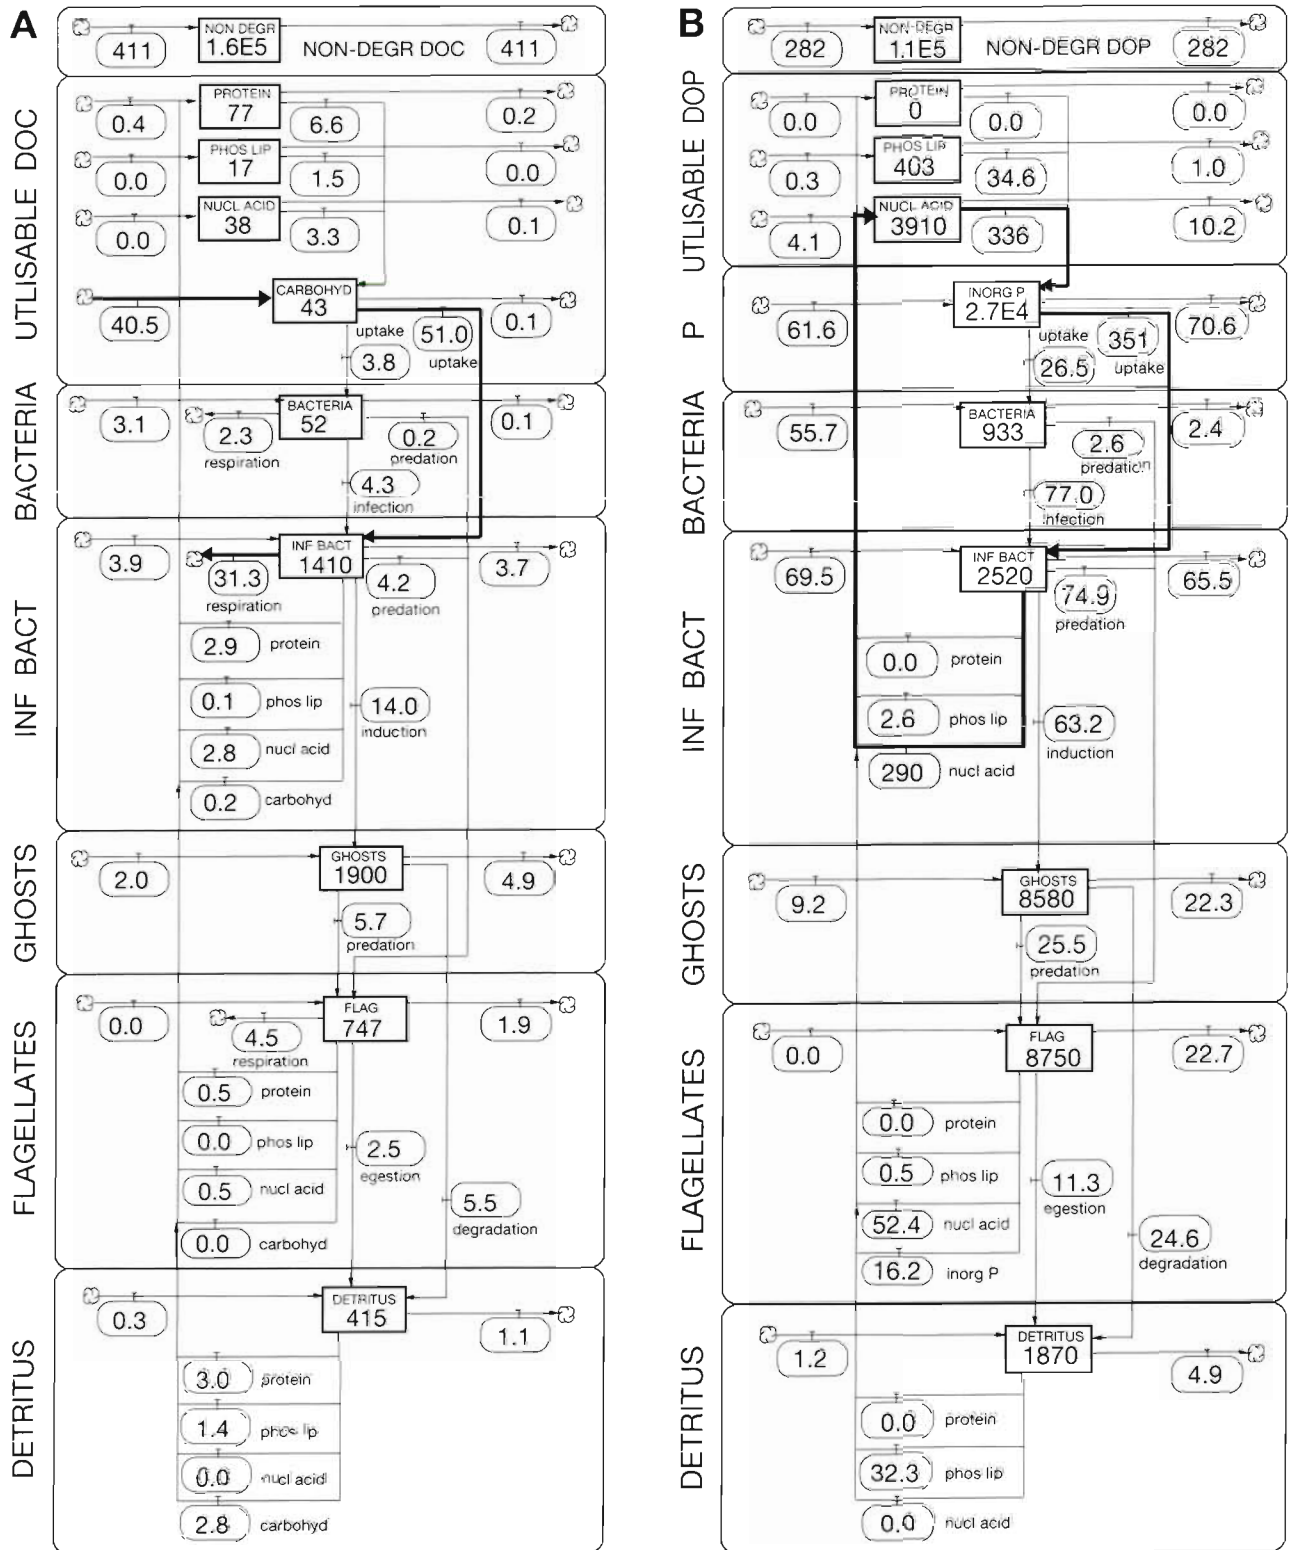 A
NON DEGR
1.6E5
411
NON-DEGR DOC
411
UTLISABLE DOC
PROTEIN
77
0.4
6.6
0.2
PHOS LIP
17
0.0
1.5
0.0
NUCL ACID
38
0.0
3.3
0.1
CARBOHYD
43
40.5
uptake
51.0
0.1
3.8
uptake
BACTERIA
BACTERIA
52
3.1
2.3
respiration
0.2
predation
0.1
4.3
infection
INF BACT
INF BACT
1410
3.9
31.3
respiration
4.2
predation
3.7
2.9 protein
0.1 phos lip
14.0
induction
2.8 nucl acid
0.2 carbohyd
GHOSTS
GHOSTS
1900
2.0
4.9
5.7
predation
FLAGELLATES
FLAG
747
0.0
4.5
respiration
1.9
0.5 protein
0.0 phos lip
2.5
egestion
0.5 nucl acid
5.5
degradation
0.0 carbohyd
DETRITUS
DETRITUS
415
0.3
1.1
3.0 protein
1.4 phos lip
0.0 nucl acid
2.8 carbohyd
B
NON-DEGR
1.1E5
282
NON-DEGR DOP
282
UTLISABLE DOP
PROTEIN
0
0.0
0.0
0.0
PHOS LIP
403
0.3
34.6
1.0
NUCL ACID
3910
4.1
336
10.2
P
INORG P
2.7E4
61.6
uptake
351
70.6
26.5
uptake
BACTERIA
BACTERIA
933
55.7
2.6
predation
2.4
77.0
infection
INF BACT
INF BACT
2520
69.5
74.9
predation
65.5
0.0 protein
2.6 phos lip
63.2
induction
290 nucl acid
GHOSTS
GHOSTS
8580
9.2
22.3
25.5
predation
FLAGELLATES
FLAG
8750
0.0
22.7
0.0 protein
0.5 phos lip
11.3
egestion
52.4 nucl acid
24.6
degradation
16.2 inorg P
DETRITUS
DETRITUS
1870
1.2
4.9
0.0 protein
32.3 phos lip
0.0 nucl acid